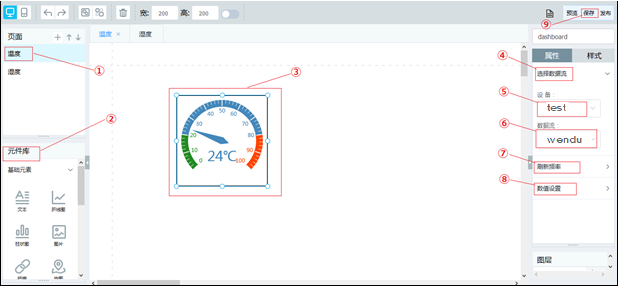 宽: 200 高: 200
⑨
预览 保存 发布
页面
温度
湿度
①
②
元件库
基础元素
文本
折线图
柱状图
图片
链接
温度 ×
湿度
③
0
10
20
30
40
50
60
70
80
90
100
24℃
dashboard
属性 样式
④
选择数据流
⑤
设备:
test
⑥
数据流:
wendu
⑦
刷新频率
⑧
数值设置
图层